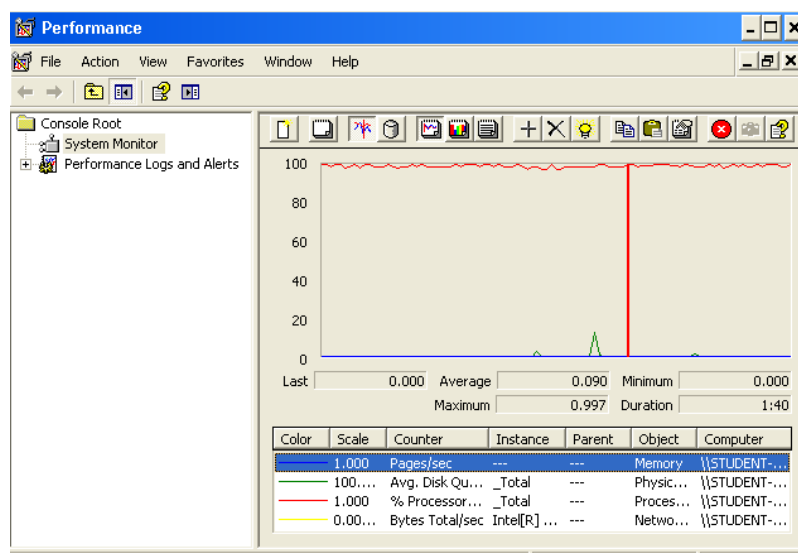 Performance
File Action View Favorites Window Help
Console Root
System Monitor
Performance Logs and Alerts
100
80
60
40
20
0
Last 0.000 Average 0.090 Minimum 0.000
Maximum 0.997 Duration 1:40
Color Scale Counter Instance Parent Object Computer
1.000 Pages/sec --- --- Memory \\STUDENT-...
100.... Avg. Disk Qu... _Total --- Physic... \\STUDENT-...
1.000 % Processor... _Total --- Proces... \\STUDENT-...
0.00... Bytes Total/sec Intel[R] ... --- Netwo... \\STUDENT-...